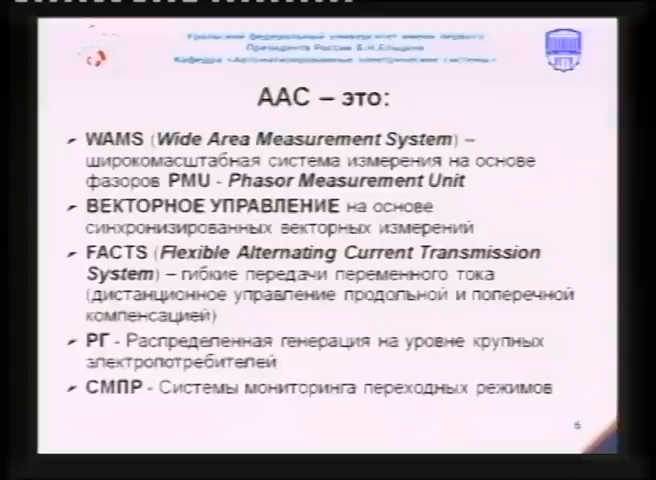 Уральский федеральный университет имени первого
Президента России Б.Н.Ельцина
Кафедра «Автоматизированные электрические системы»
ААС – это:
WAMS (Wide Area Measurement System) –
широкомасштабная система измерения на основе
фазоров PMU - Phasor Measurement Unit
ВЕКТОРНОЕ УПРАВЛЕНИЕ на основе
синхронизированных векторных измерений
FACTS (Flexible Alternating Current Transmission
System) – гибкие передачи переменного тока
(дистанционное управление продольной и поперечной
компенсацией)
РГ - Распределенная генерация на уровне крупных
электропотребителей
СМПР - Системы мониторинга переходных режимов
6